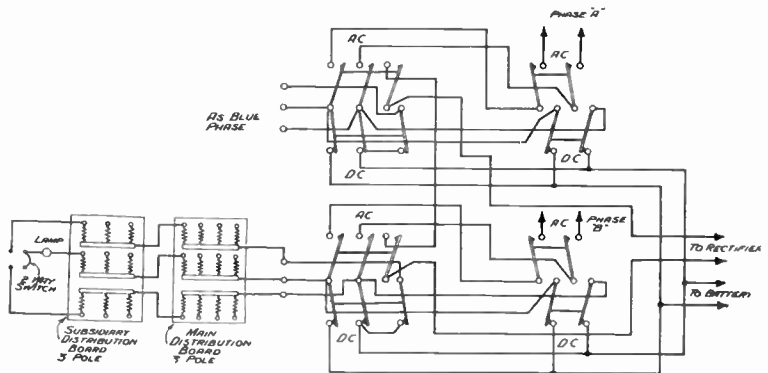 PHASE "A"
AC
AC
AS BLUE
PHASE
DC
DC
AC
AC
PHASE
"B"
LAMP
2 WAY
SWITCH
TO RECTIFIER
TO BATTERY
SUBSIDIARY
DISTRIBUTION
BOARD
3 POLE
MAIN
DISTRIBUTION
BOARD
3 POLE
DC
DC